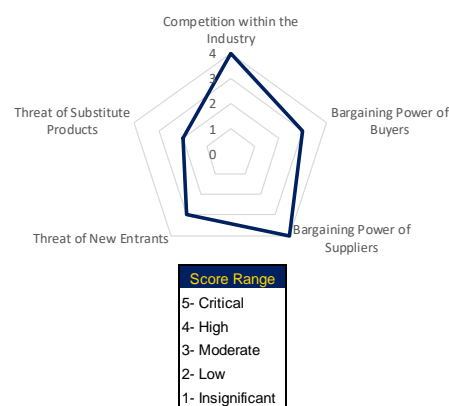 Competition within the
Industry
4
3
2
1
0
Threat of Substitute
Products
Bargaining Power of
Buyers
Threat of New Entrants
Bargaining Power of
Suppliers
Score Range
5- Critical
4- High
3- Moderate
2- Low
1- Insignificant